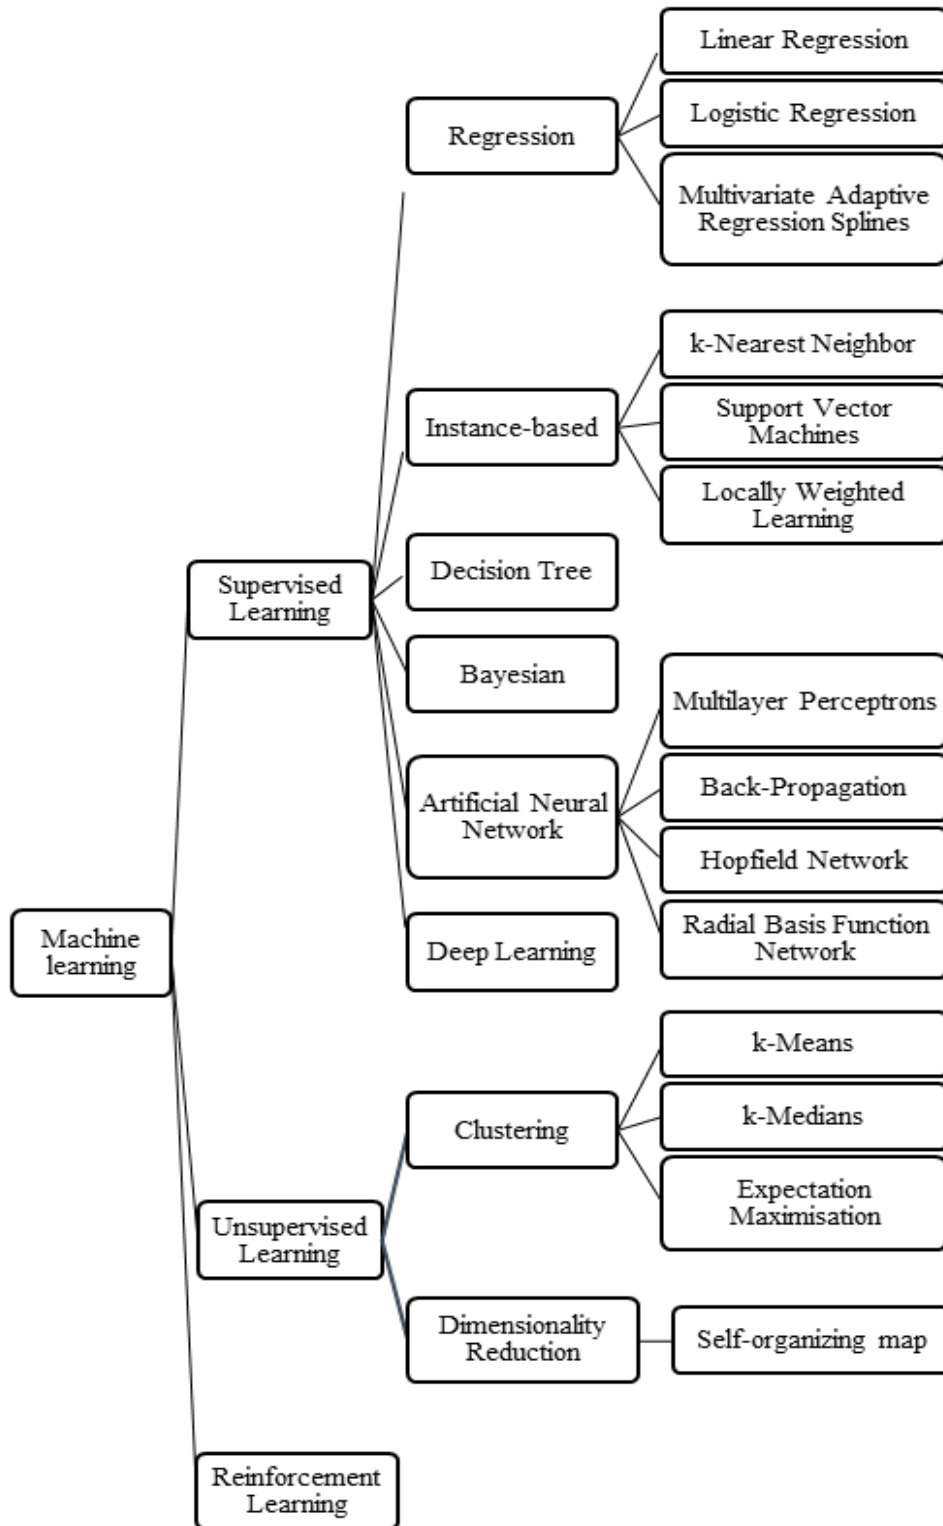 Linear Regression
Logistic Regression
Regression
Multivariate Adaptive
Regression Splines
k-Nearest Neighbor
Support Vector
Machines
Instance-based
Locally Weighted
Learning
Decision Tree
Supervised
Learning
Bayesian
Multilayer Perceptrons
Back-Propagation
Artificial Neural
Network
Hopfield Network
Radial Basis Function
Network
Deep Learning
Machine
learning
k-Means
k-Medians
Clustering
Expectation
Maximisation
Unsupervised
Learning
Dimensionality
Reduction
Self-organizing map
Reinforcement
Learning